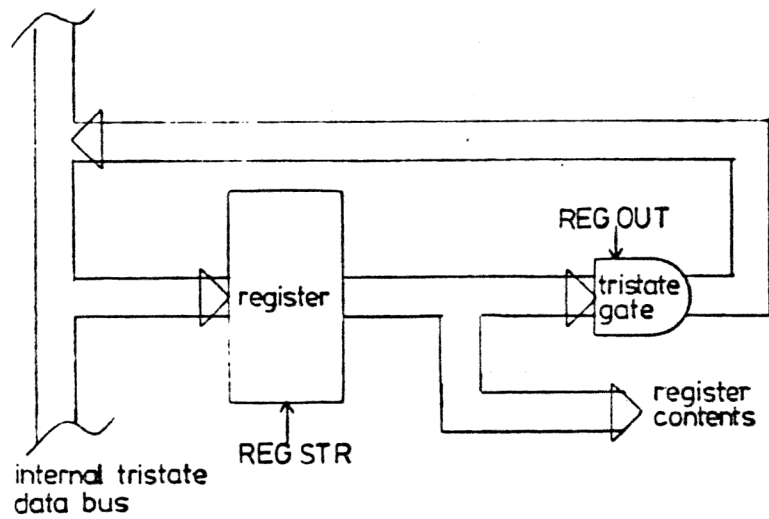 REG OUT
register
tristate
gate
register
contents
REG STR
internal tristate
data bus